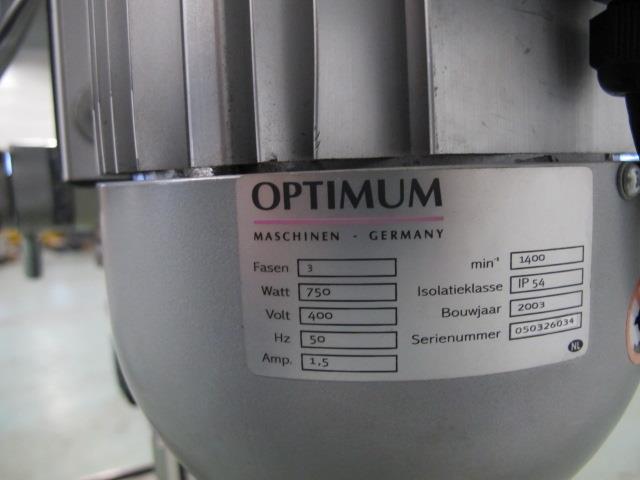 OPTIMUM
MASCHINEN - GERMANY
Fasen 3
Watt 750
Volt 400
Hz 50
Amp. 1,5
min⁻¹ 1400
Isolatieklasse IP 54
Bouwjaar 2003
Serienummer 050326034
NL